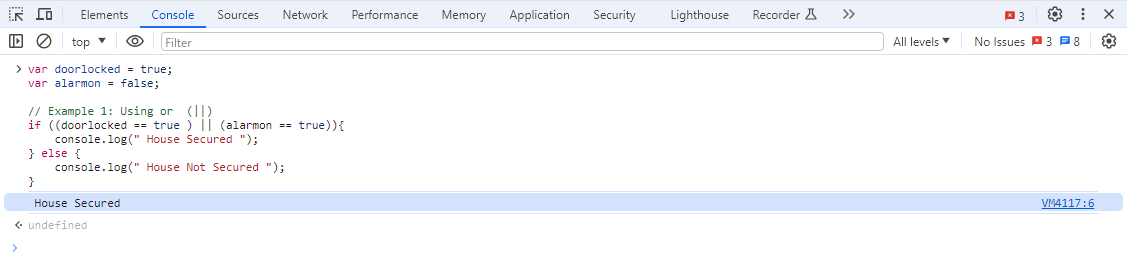 Elements Console Sources Network Performance Memory Application Security Lighthouse Recorder 3
top Filter All levels No Issues 3 8
var doorlocked = true;
var alarmon = false;
// Example 1: Using or  (||)
if ((doorlocked == true ) || (alarmon == true)){
    console.log(" House Secured ");
} else {
    console.log(" House Not Secured ");
}
House Secured VM4117:6
undefined